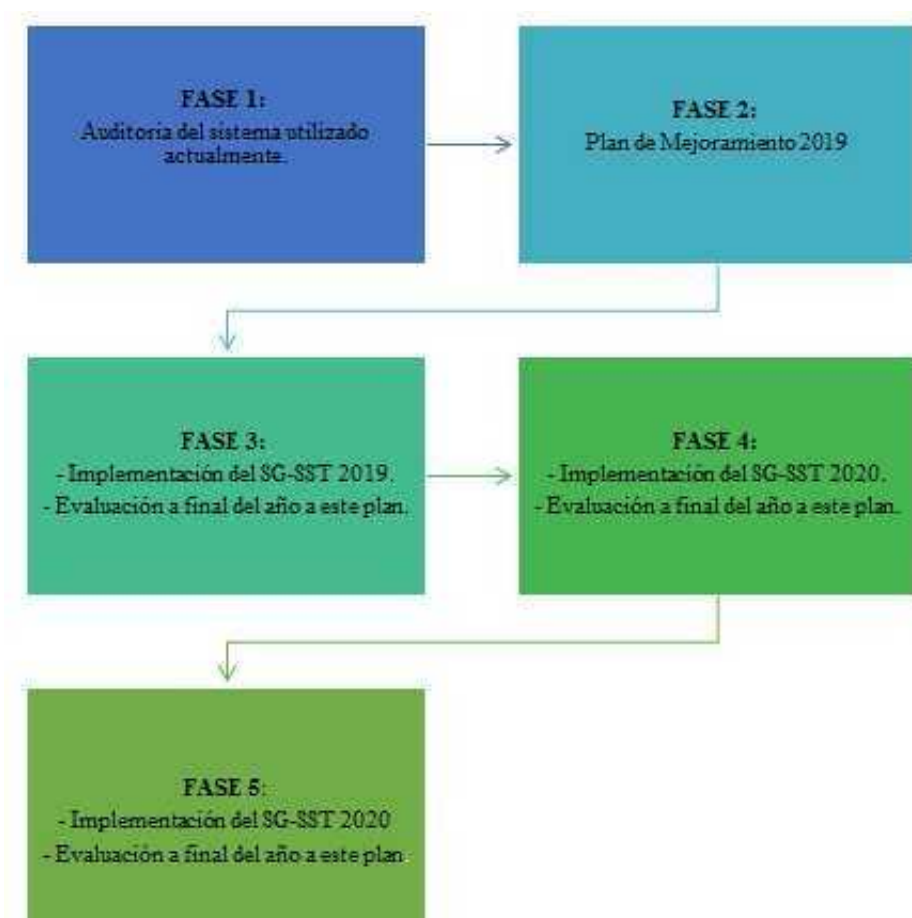 FASE 1:
Auditoria del sistema utilizado
actualmente.
FASE 2:
Plan de Mejoramiento 2019
FASE 3:
- Implementación del SG-SST 2019.
- Evaluación a final del año a este plan.
FASE 4:
- Implementación del SG-SST 2020.
- Evaluación a final del año a este plan.
FASE 5:
- Implementación del SG-SST 2020
- Evaluación a final del año a este plan